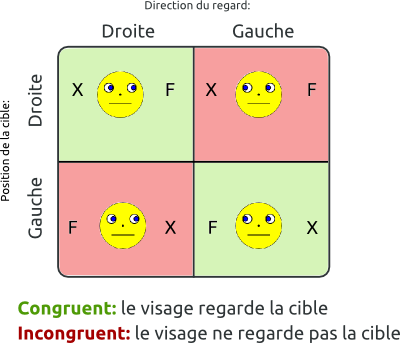 Direction du regard:
Droite Gauche
Position de la cible:
Droite
X F X F
Gauche
F X F X
Congruent: le visage regarde la cible
Incongruent: le visage ne regarde pas la cible